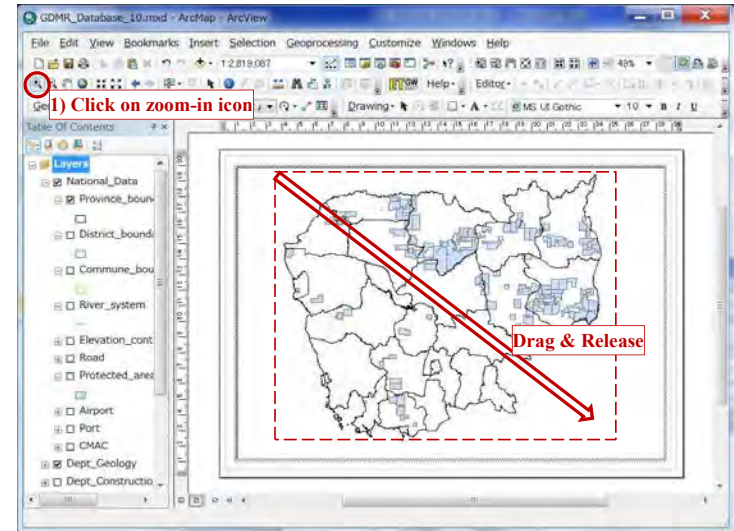 GDMR_Database_10.mxd - ArcMap - ArcView
File Edit View Bookmarks Insert Selection Geoprocessing Customize Windows Help
1:2,819,087
49%
ETGW Help
Editor
1) Click on zoom-in icon
Drawing
A
MS UI Gothic
10
B I U
Table Of Contents
Layers
National_Data
Province_boun
District_bounda
Commune_bou
River_system
Elevation_cont
Road
Protected_area
Airport
Port
CMAC
Dept_Geology
Dept_Constructio
Drag & Release